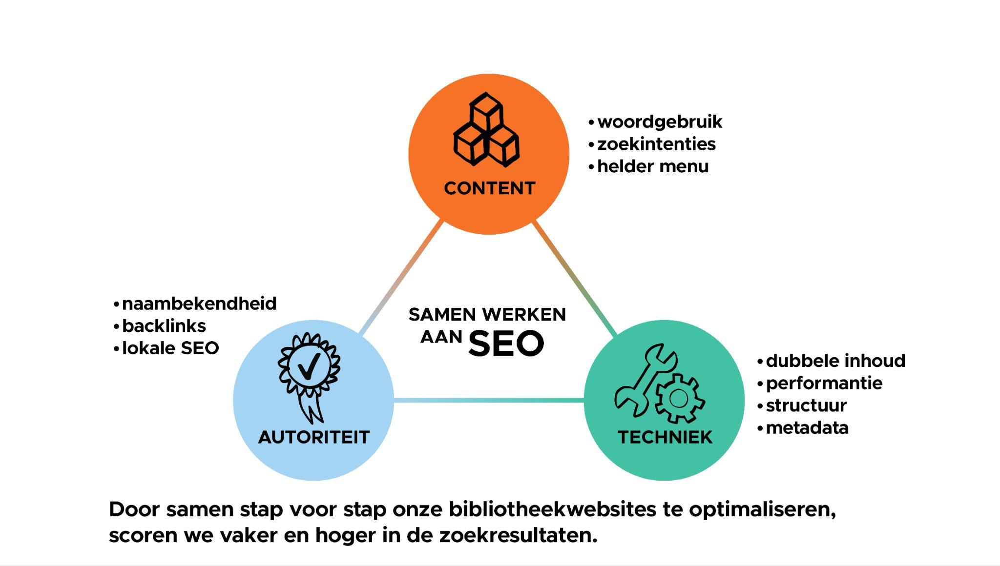 • woordgebruik
• zoekintenties
• helder menu
CONTENT
• naambekendheid
• backlinks
• lokale SEO
SAMEN WERKEN
AAN SEO
AUTORITEIT
• dubbele inhoud
• performantie
• structuur
• metadata
TECHNIEK
Door samen stap voor stap onze bibliotheekwebsites te optimaliseren,
scoren we vaker en hoger in de zoekresultaten.